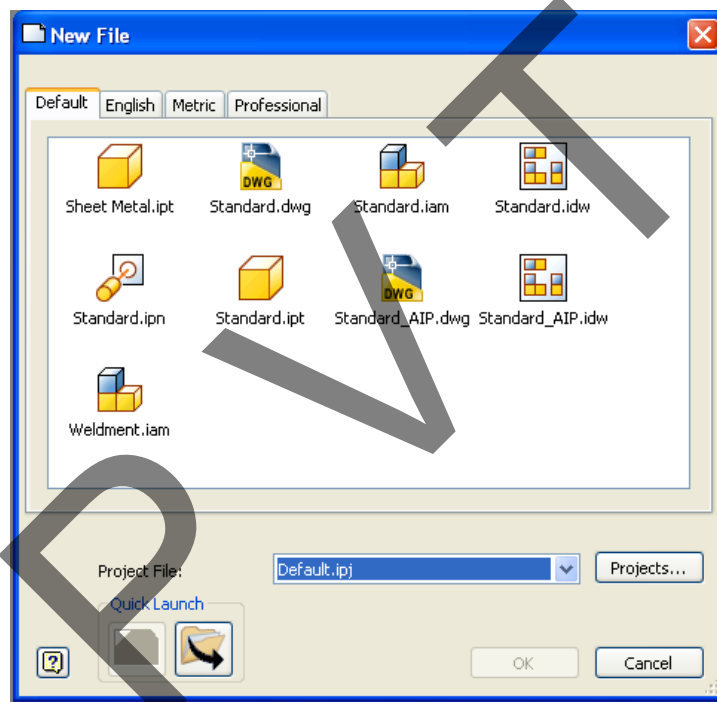 New File
Default English Metric Professional
Sheet Metal.ipt Standard.dwg Standard.iam Standard.idw
DWG
Standard.ipn Standard.ipt Standard_AIP.dwg Standard_AIP.idw
DWG
Weldment.iam
Project File: Default.ipj Projects...
Quick Launch
OK Cancel
PVT